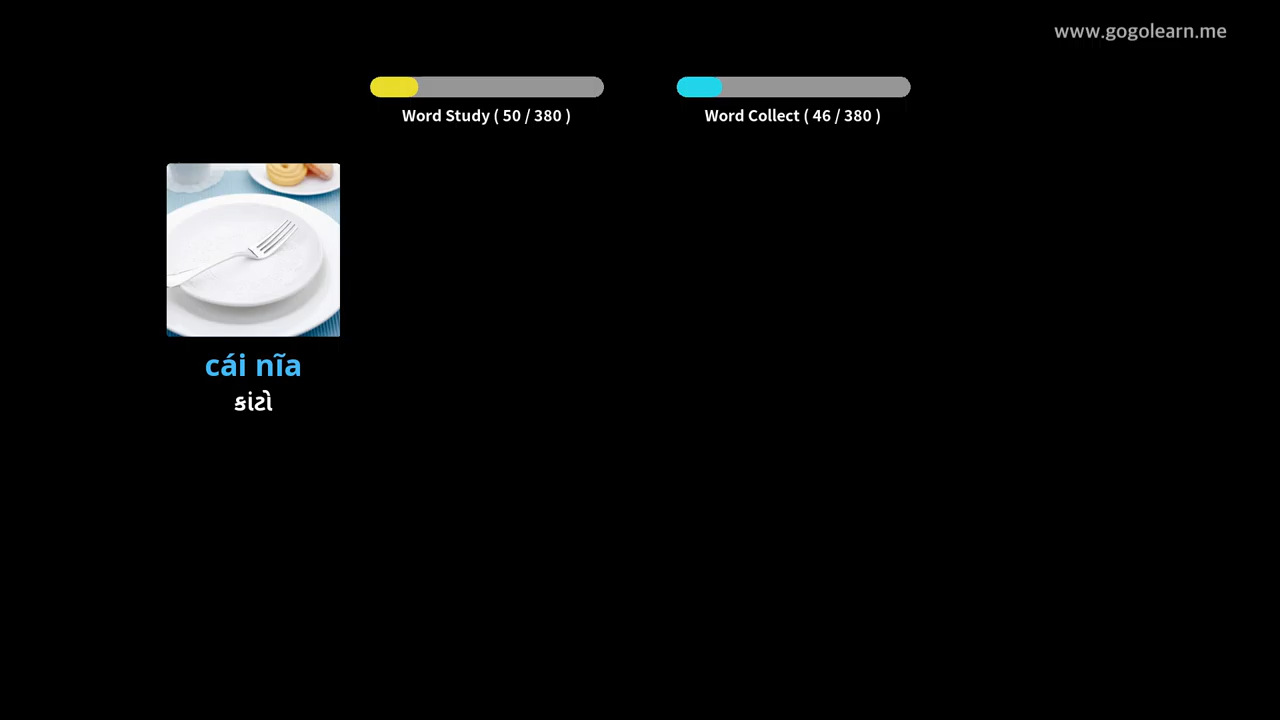 www.gogolearn.me
Word Study ( 50 / 380 )
Word Collect ( 46 / 380 )
cái nĩa
કાંટો